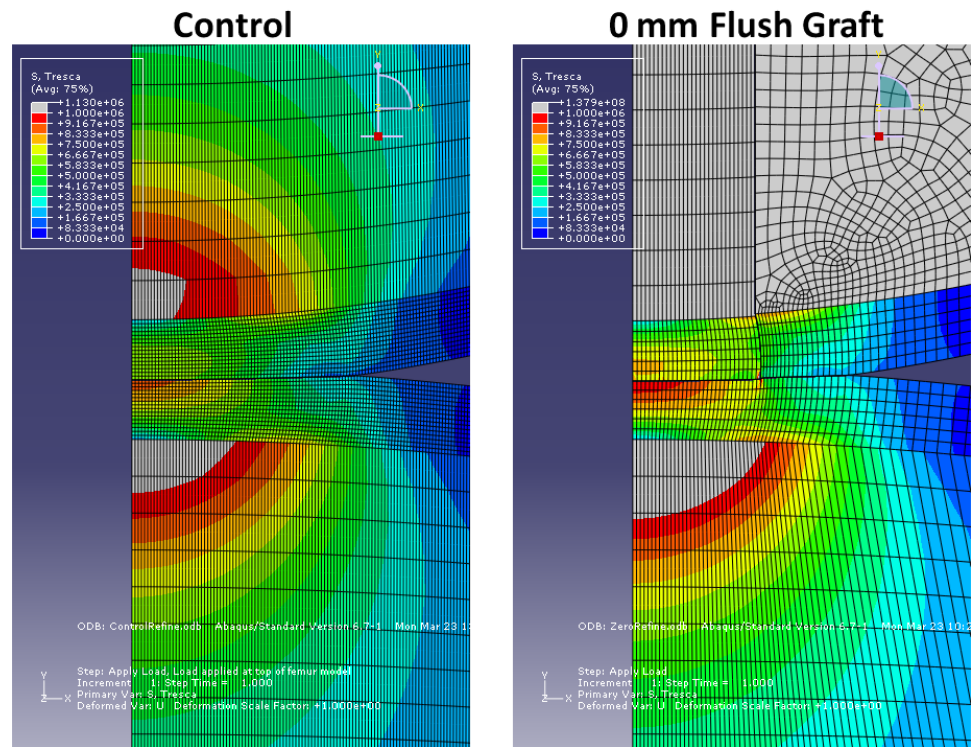 Control
0 mm Flush Graft
S, Tresca
(Avg: 75%)
+1.130e+06
+1.000e+06
+9.167e+05
+8.333e+05
+7.500e+05
+6.667e+05
+5.833e+05
+5.000e+05
+4.167e+05
+3.333e+05
+2.500e+05
+1.667e+05
+8.333e+04
+0.000e+00
Y
X
Z
ODB: ControlRefine.odb Abaqus/Standard Version 6.7-1 Mon Mar 23 1
Step: Apply Load, Load applied at top of femur model
Increment 1: Step Time = 1.000
Primary Var: S, Tresca
Deformed Var: U Deformation Scale Factor: +1.000e+00
Y
Z X
S, Tresca
(Avg: 75%)
+1.379e+08
+1.000e+06
+9.167e+05
+8.333e+05
+7.500e+05
+6.667e+05
+5.833e+05
+5.000e+05
+4.167e+05
+3.333e+05
+2.500e+05
+1.667e+05
+8.333e+04
+0.000e+00
Y
X
Z
ODB: ZeroRefine.odb Abaqus/Standard Version 6.7-1 Mon Mar 23 10:2
Step: Apply Load
Increment 1: Step Time = 1.000
Primary Var: S, Tresca
Deformed Var: U Deformation Scale Factor: +1.000e+00
Y
Z X